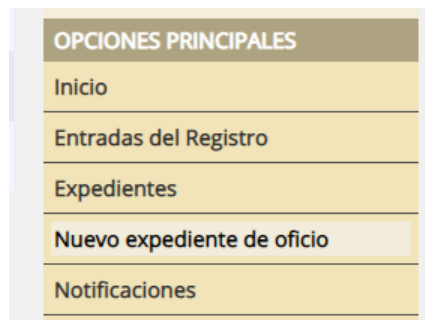 OPCIONES PRINCIPALES
Inicio
Entradas del Registro
Expedientes
Nuevo expediente de oficio
Notificaciones